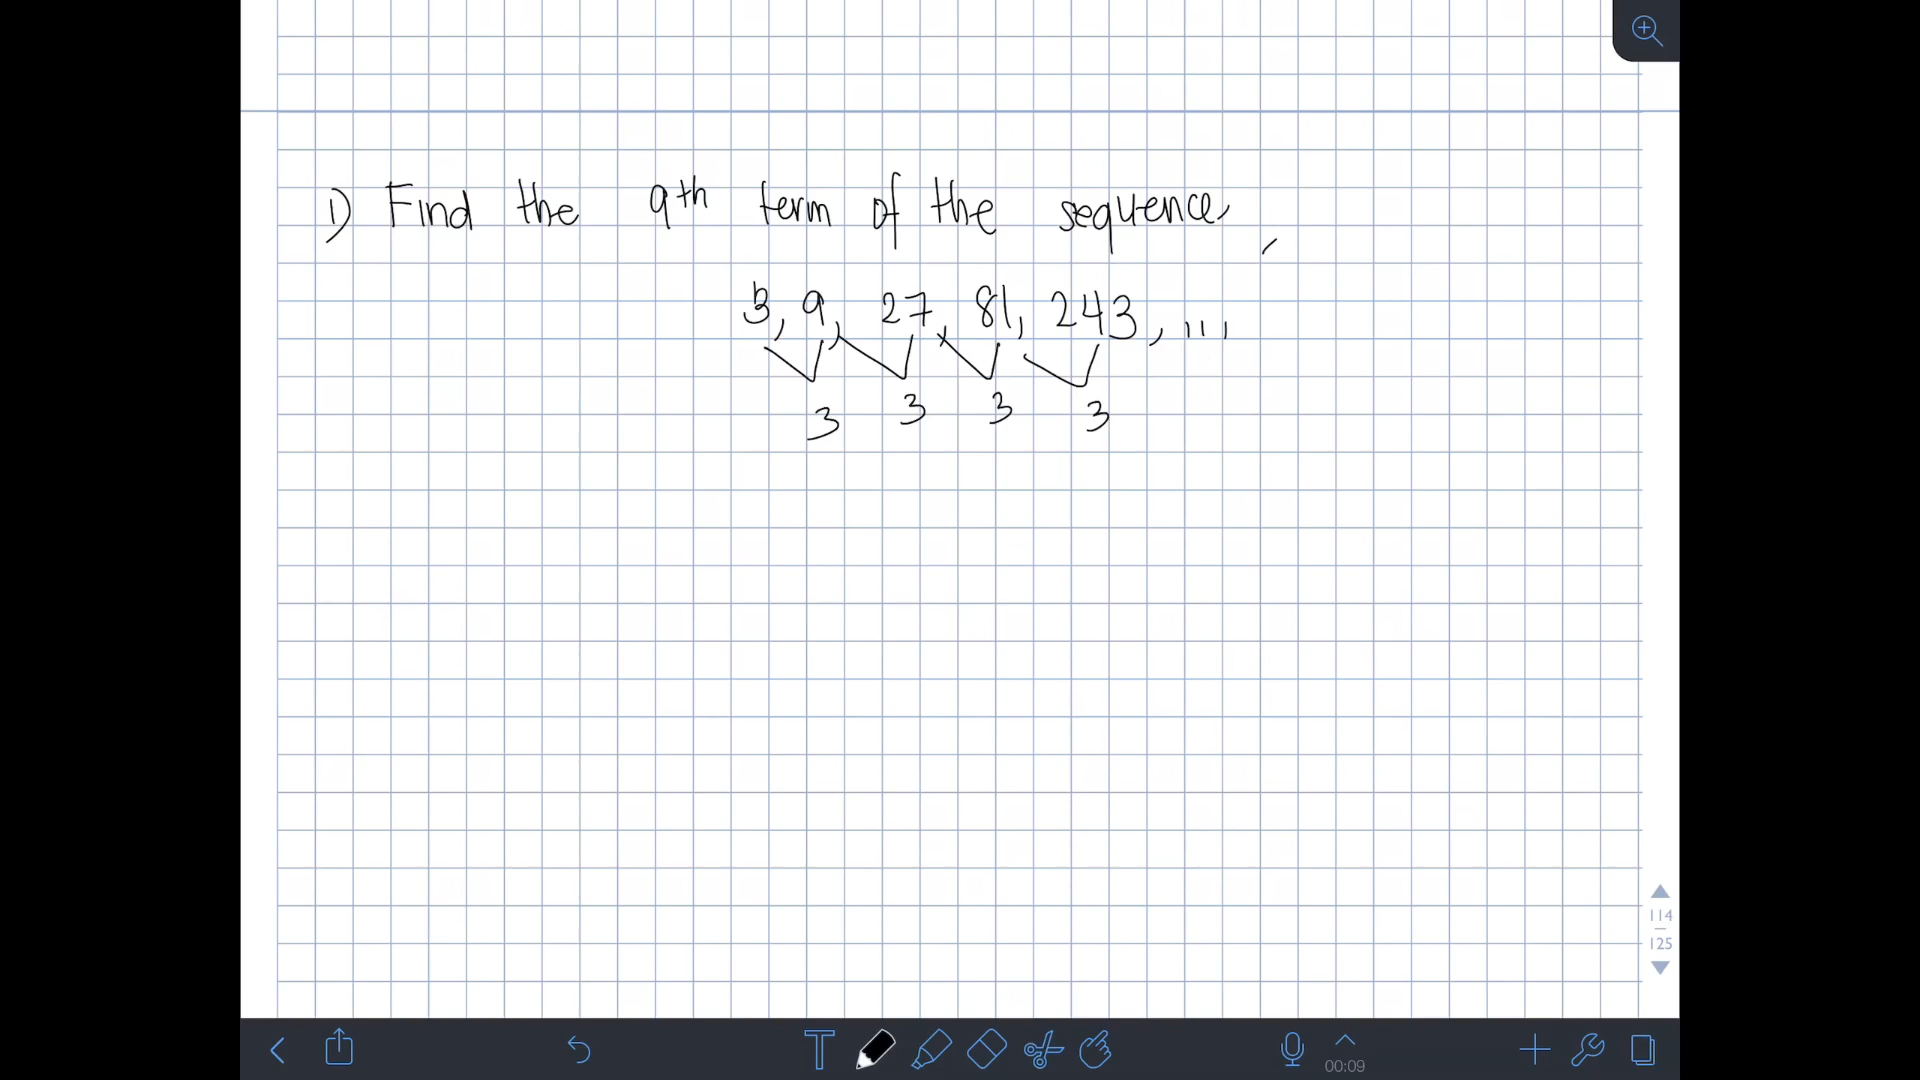 1) Find the 9th term of the sequence,
3, 9, 27, 81, 243, ...
3 3 3 3
114
125
T
00:09